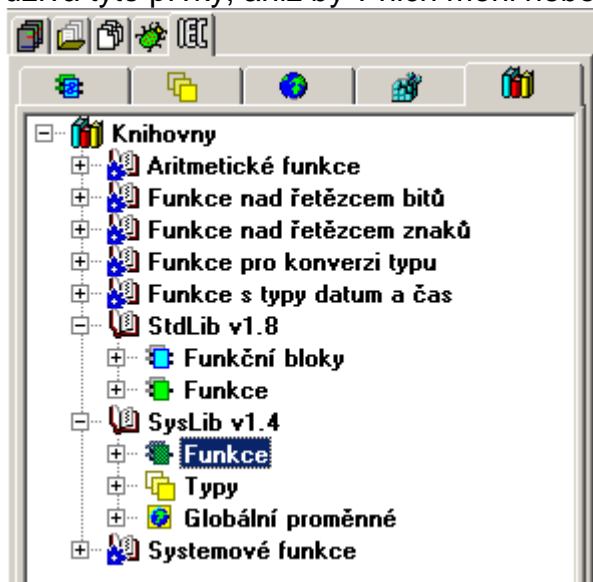 IEC
Knihovny
Aritmetické funkce
Funkce nad řetězcem bitů
Funkce nad řetězcem znaků
Funkce pro konverzi typu
Funkce s typy datum a čas
StdLib v1.8
Funkční bloky
Funkce
SysLib v1.4
Funkce
Typy
Globální proměnné
Systemové funkce